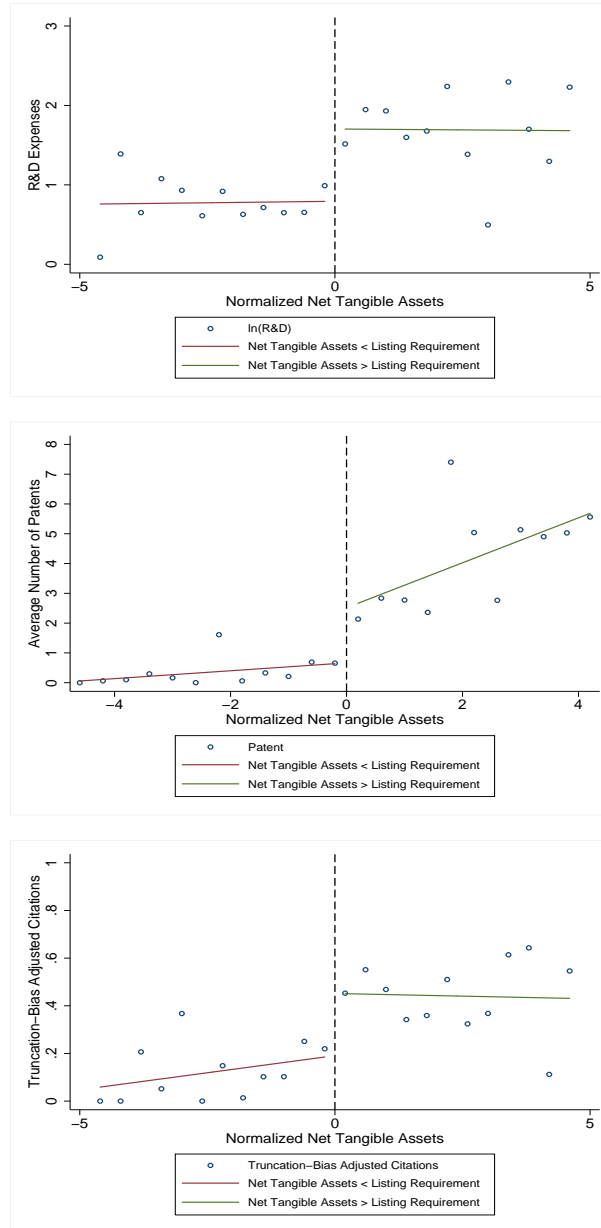 R&D Expenses
3
2
1
0
−5
0
5
Normalized Net Tangible Assets
ln(R&D)
Net Tangible Assets < Listing Requirement
Net Tangible Assets > Listing Requirement
Average Number of Patents
8
7
6
5
4
3
2
1
0
−4
−2
0
2
4
Normalized Net Tangible Assets
Patent
Net Tangible Assets < Listing Requirement
Net Tangible Assets > Listing Requirement
Truncation−Bias Adjusted Citations
1
.8
.6
.4
.2
0
−5
0
5
Normalized Net Tangible Assets
Truncation−Bias Adjusted Citations
Net Tangible Assets < Listing Requirement
Net Tangible Assets > Listing Requirement